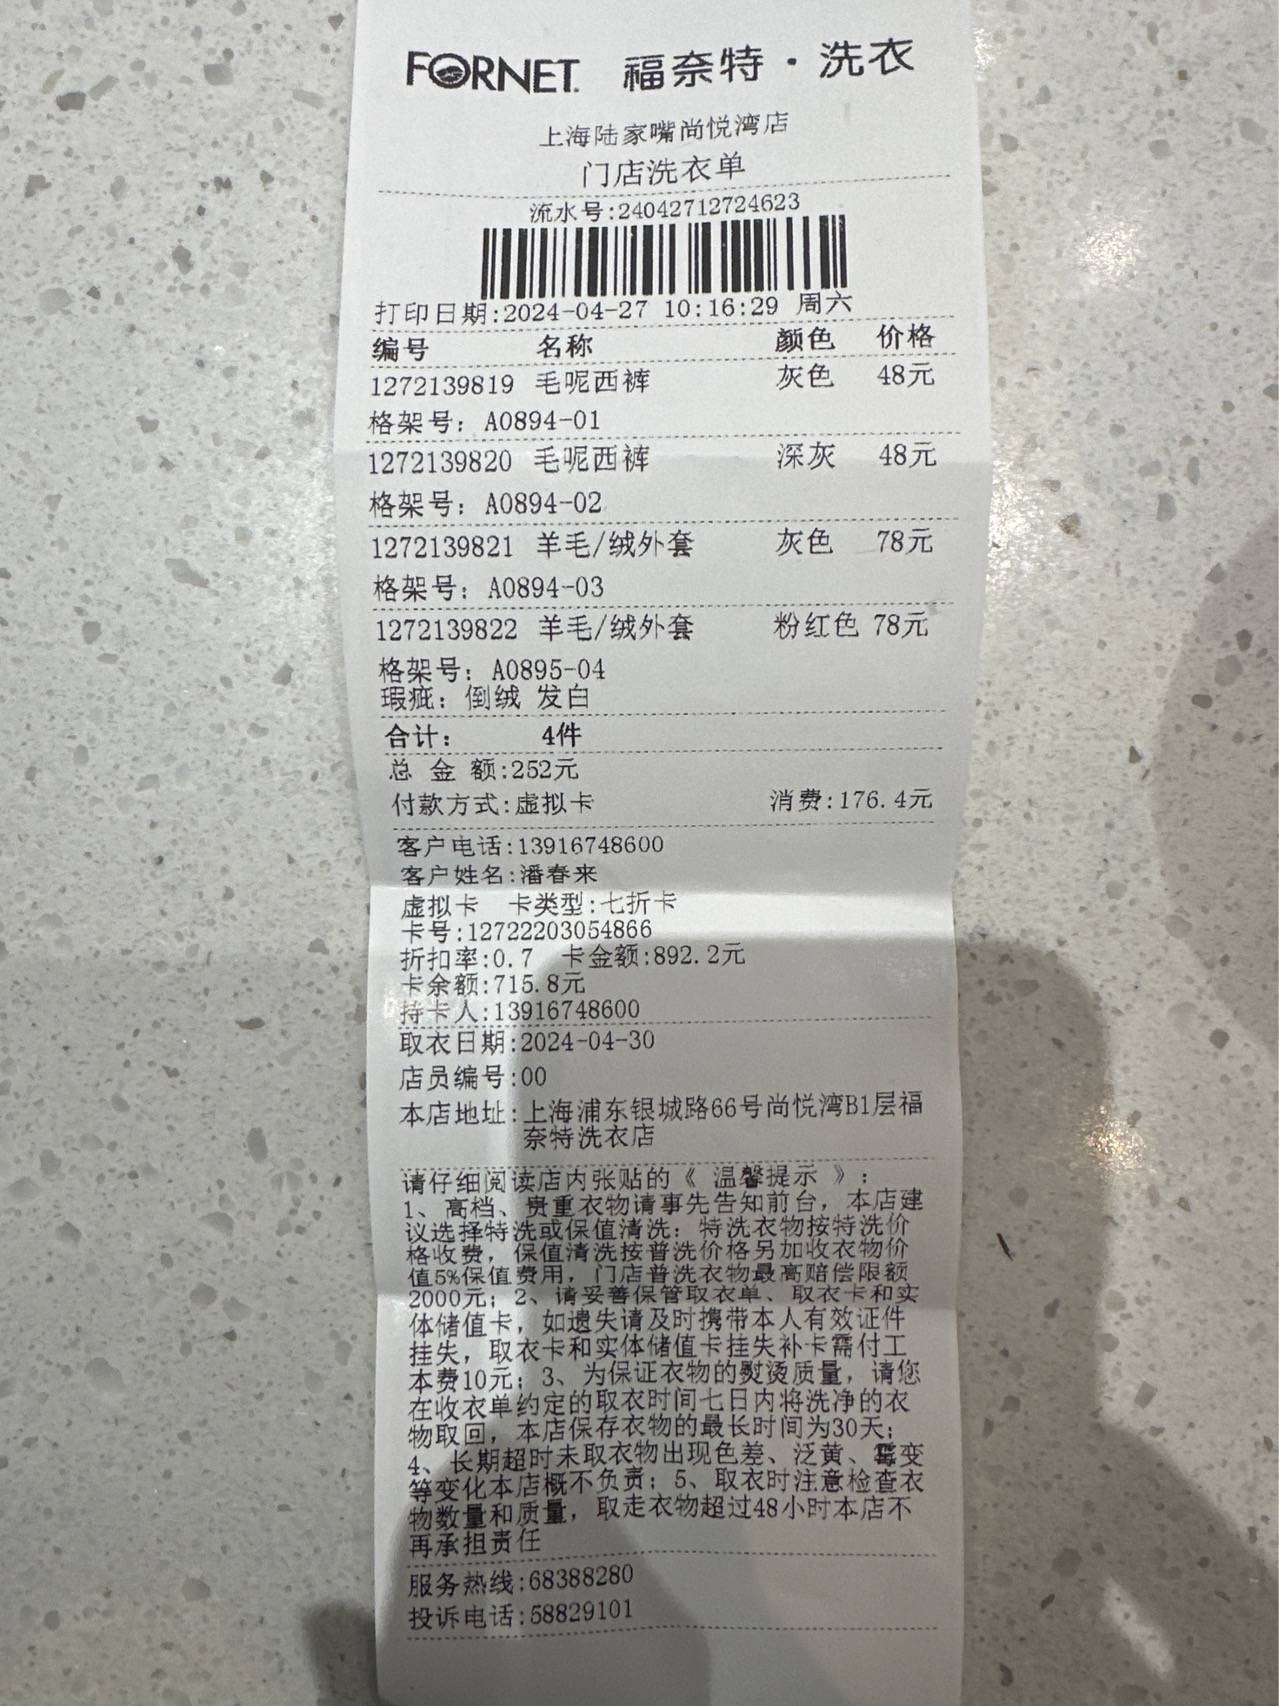 FORNET 福奈特·洗衣
上海陆家嘴尚悦湾店
门店洗衣单
流水号:24042712724623
打印日期:2024-04-27 10:16:29 周六
编号 名称 颜色 价格
1272139819 毛呢西裤 灰色 48元
格架号: A0894-01
1272139820 毛呢西裤 深灰 48元
格架号: A0894-02
1272139821 羊毛/绒外套 灰色 78元
格架号: A0894-03
1272139822 羊毛/绒外套 粉红色 78元
格架号: A0895-04
瑕疵: 倒绒 发白
合计: 4件
总 金 额:252元
付款方式:虚拟卡 消费:176.4元
客户电话:13916748600
客户姓名:潘春来
虚拟卡 卡类型:七折卡
卡号:12722203054866
折扣率:0.7 卡金额:892.2元
卡余额:715.8元
持卡人:13916748600
取衣日期:2024-04-30
店员编号:00
本店地址:上海浦东银城路66号尚悦湾B1层福
奈特洗衣店
请仔细阅读店内张贴的《 温馨提示 》:
1、高档、贵重衣物请事先告知前台，本店建
议选择特洗或保值清洗: 特洗衣物按特洗价
格收费，保值清洗按普洗价格另加收衣物价
值5%保值费用，门店普洗衣物最高赔偿限额
2000元; 2、请妥善保管取衣单、取衣卡和实
体储值卡，如遗失请及时携带本人有效证件
挂失，取衣卡和实体储值卡挂失补卡需付工
本费10元; 3、为保证衣物的熨烫质量，请您
在收衣单约定的取衣时间七日内将洗净的衣
物取回，本店保存衣物的最长时间为30天;
4、长期超时未取衣物出现色差、泛黄、霉变
等变化本店概不负责; 5、取衣时注意检查衣
物数量和质量，取走衣物超过48小时本店不
再承担责任
服务热线:68388280
投诉电话:58829101